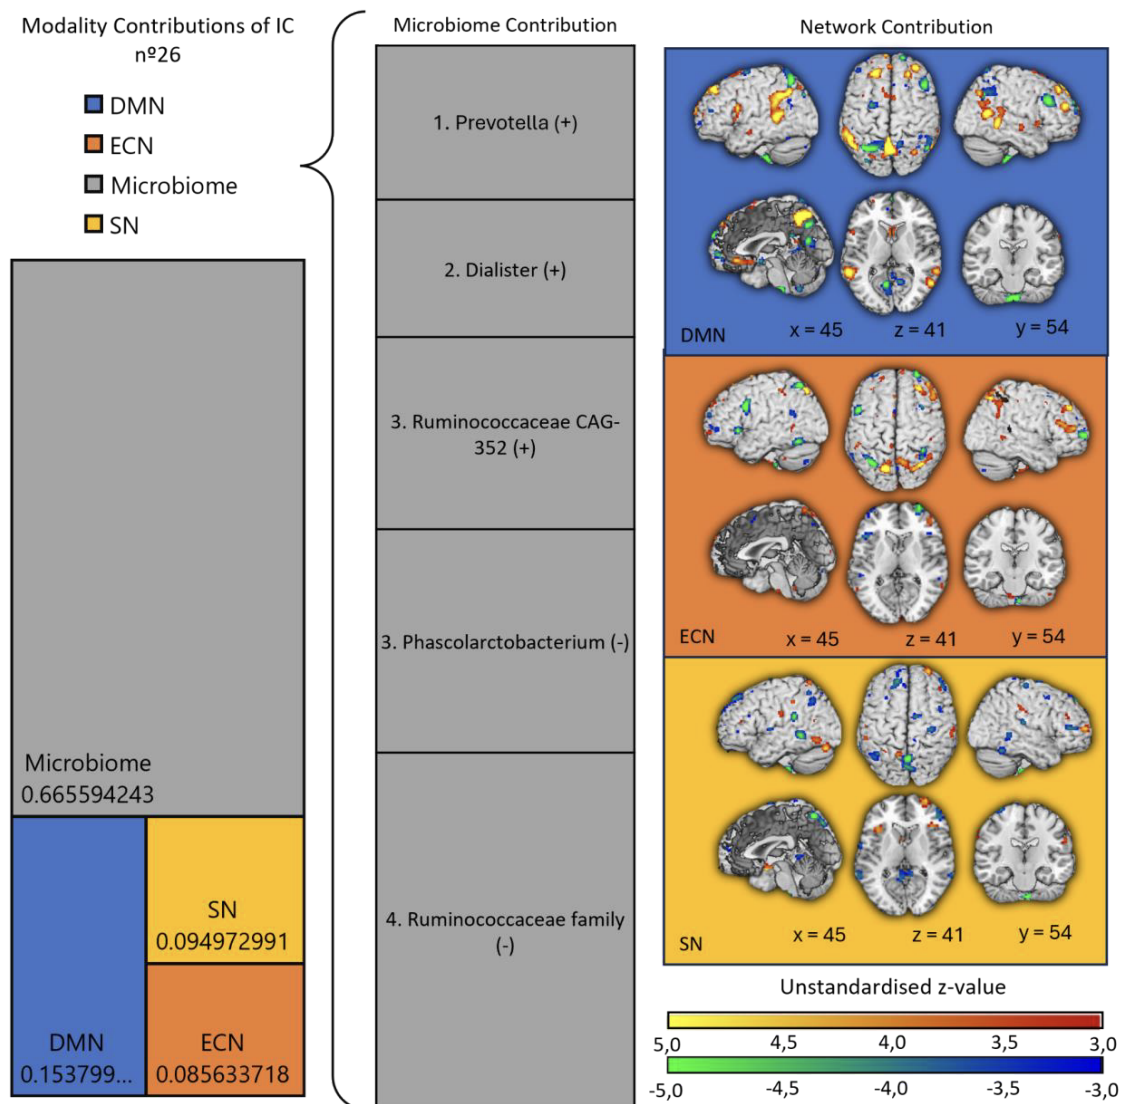 Modality Contributions of IC
nº26
DMN
ECN
Microbiome
SN
Microbiome
0.665594243
SN
0.094972991
DMN
0.153799...
ECN
0.085633718
Microbiome Contribution
1. Prevotella (+)
2. Dialister (+)
3. Ruminococcaceae CAG-
352 (+)
3. Phascolarctobacterium (-)
4. Ruminococcaceae family
(-)
Network Contribution
x = 45 z = 41 y = 54
DMN
x = 45 z = 41 y = 54
ECN
x = 45 z = 41 y = 54
SN
Unstandardised z-value
5,0 4,5 4,0 3,5 3,0
-5,0 -4,5 -4,0 -3,5 -3,0